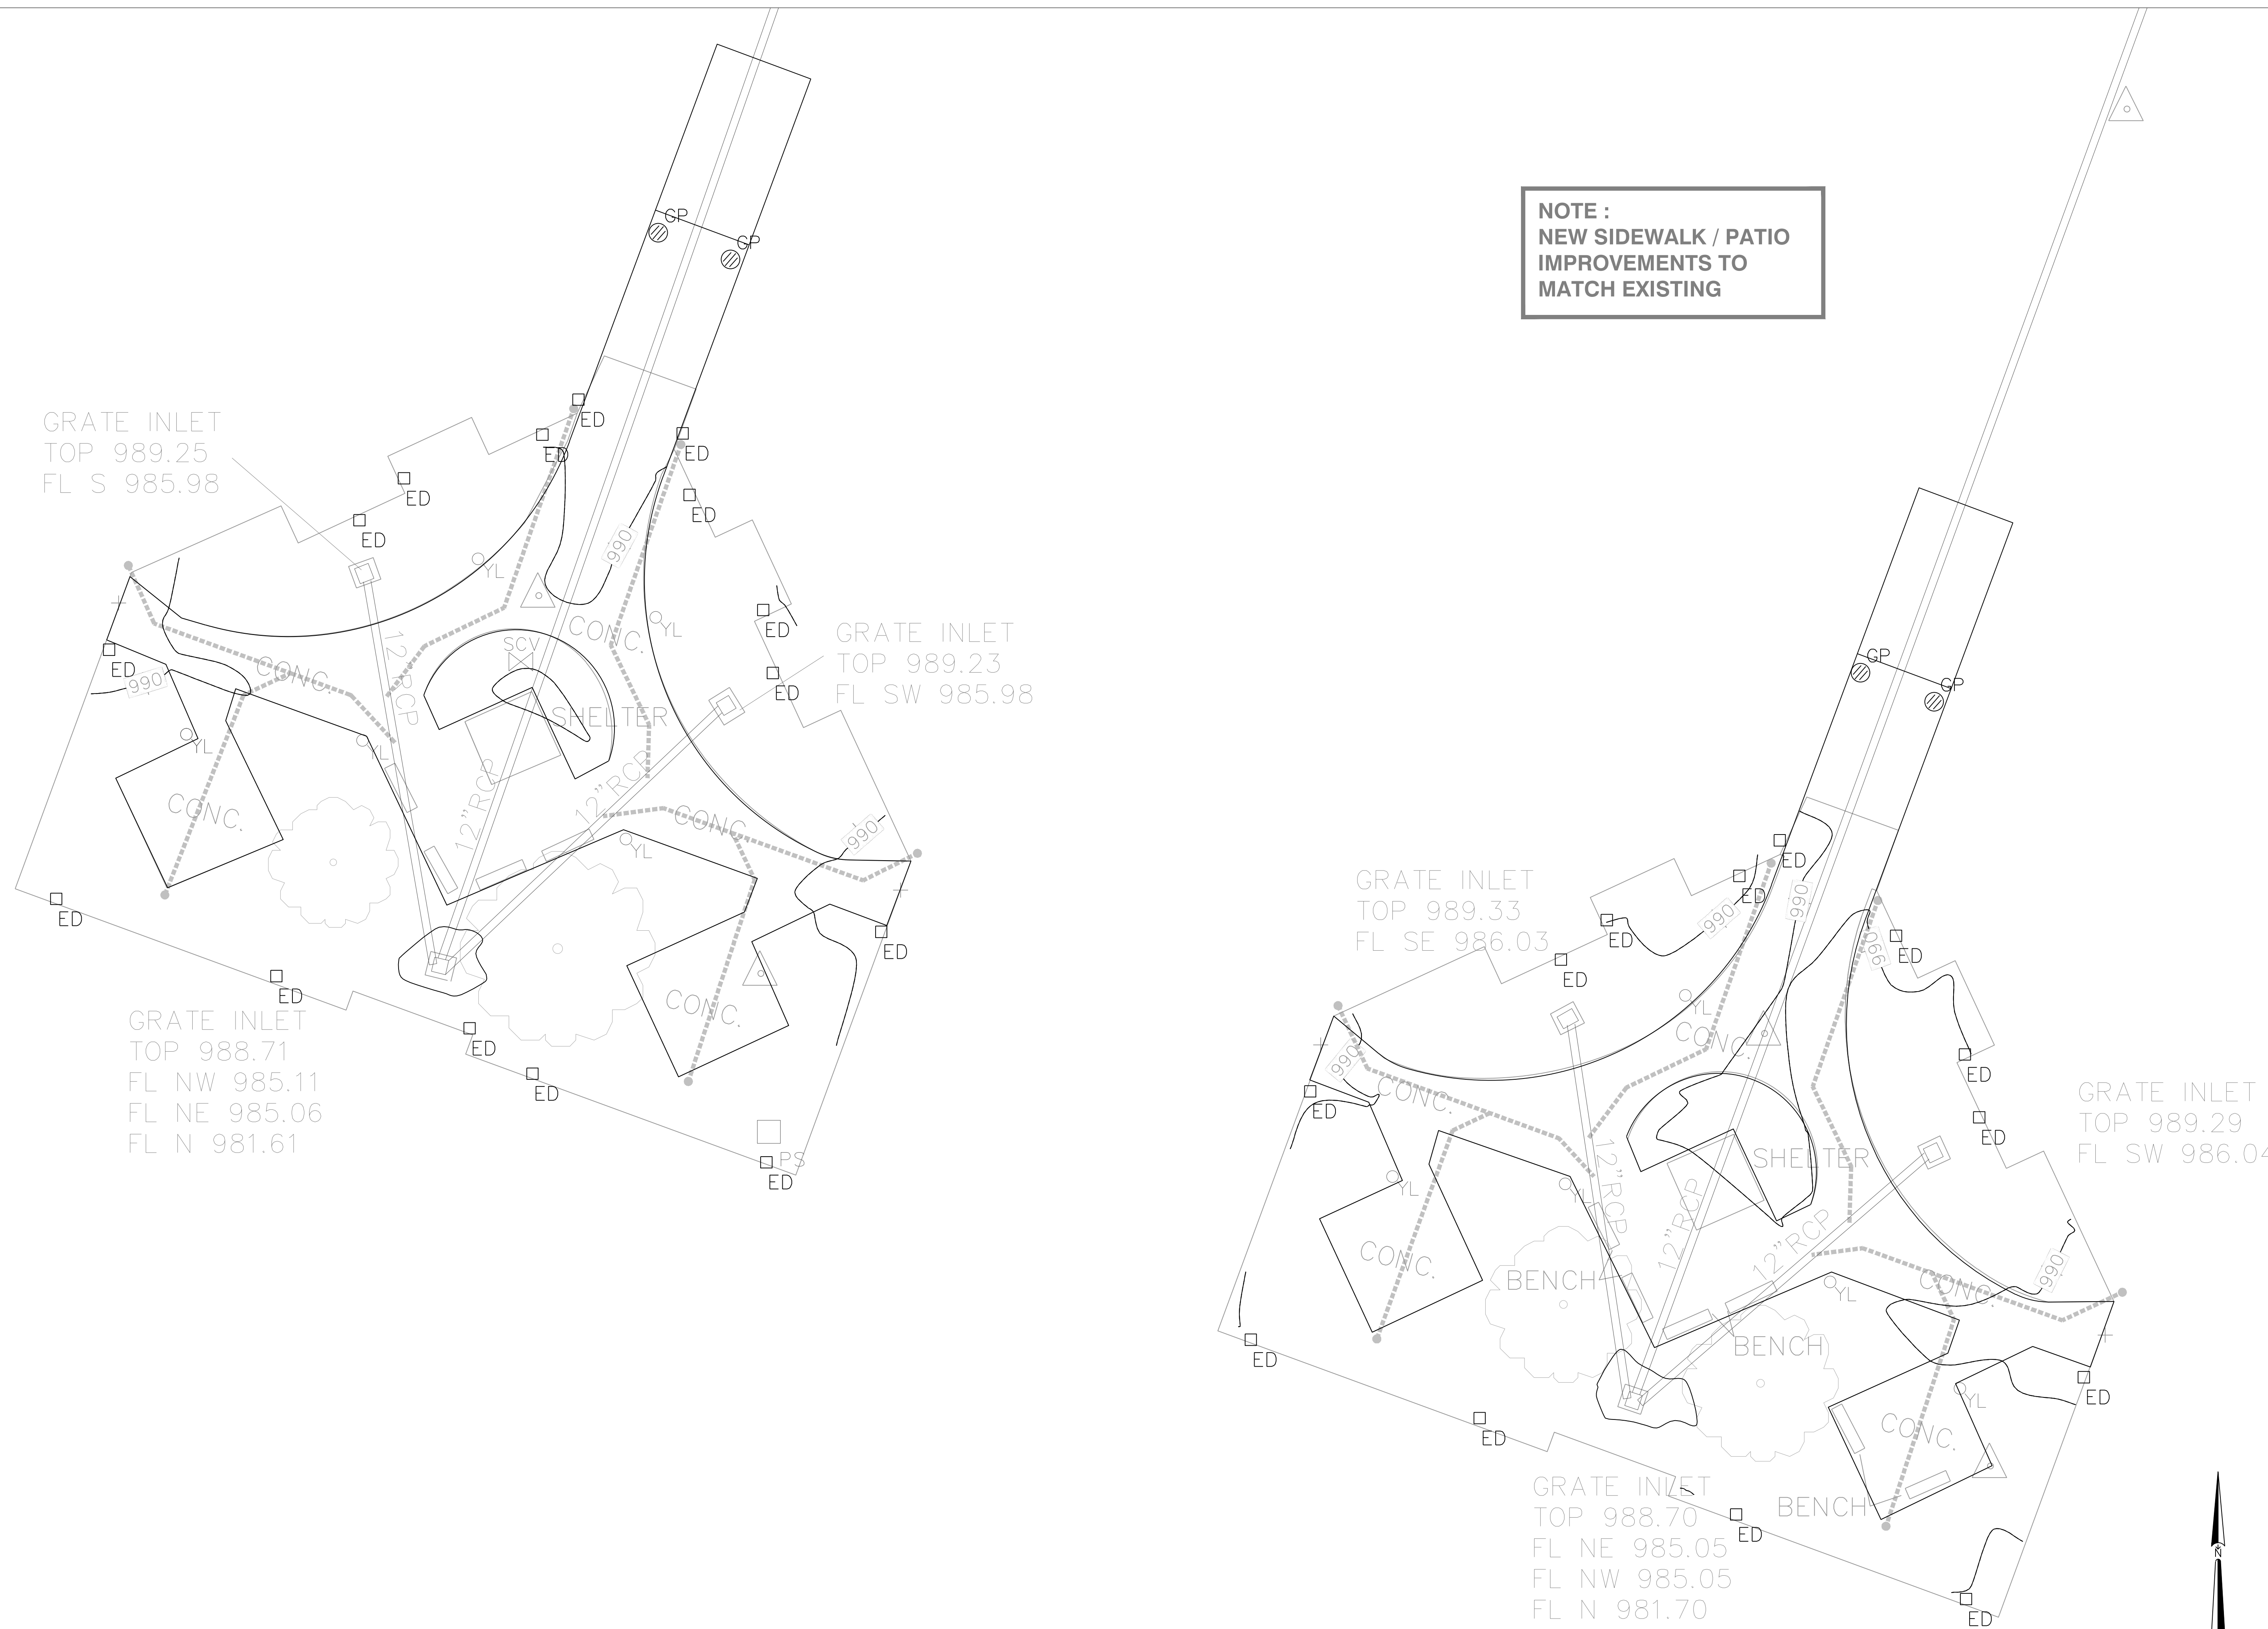 NOTE :
NEW SIDEWALK / PATIO
IMPROVEMENTS TO
MATCH EXISTING
GP
GP
GRATE INLET
TOP 989.25
FL S 985.98
ED
ED
ED
ED
ED
ED
990
YL
YL
12"RCP
SCV
CONC.
CONC.
ED
990
ED
ED
GRATE INLET
TOP 989.23
FL SW 985.98
SHELTER
YL
YL
CONC.
12"RCP
12"RCP
CONC.
990
YL
ED
ED
ED
ED
ED
CONC.
GRATE INLET
TOP 988.71
FL NW 985.11
FL NE 985.06
FL N 981.61
PS
ED
GP
GP
GRATE INLET
TOP 989.33
FL SE 986.03
ED
ED
ED
ED
ED
990
990
990
YL
CONC.
990
CONC.
ED
ED
ED
GRATE INLET
TOP 989.29
FL SW 986.04
SHELTER
YL
YL
12"RCP
12"RCP
12"RCP
CONC.
BENCH
990
CONC.
YL
BENCH
ED
ED
YL
CONC.
ED
BENCH
GRATE INLET
TOP 988.70
FL NE 985.05
FL NW 985.05
FL N 981.70
ED
ED
N